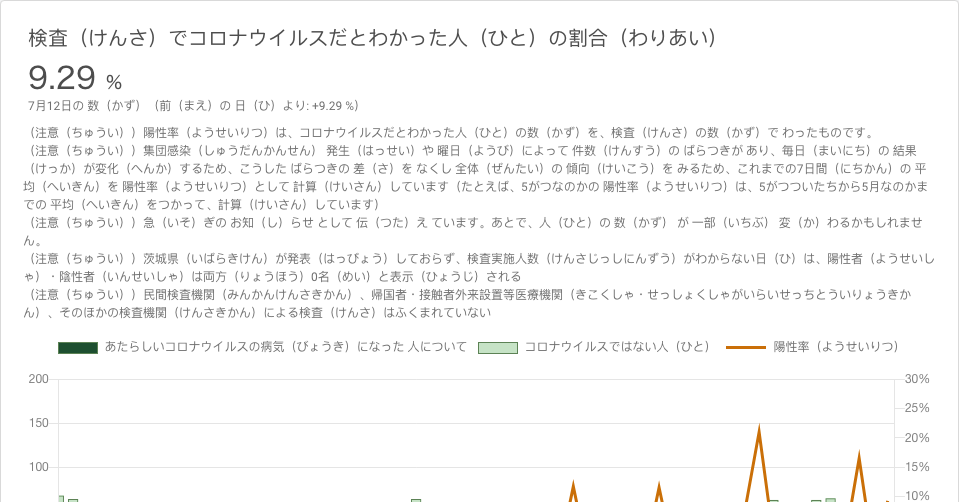 検査（けんさ）でコロナウイルスだとわかった人（ひと）の割合（わりあい）
9.29 %
7月12日の 数（かず）（前（まえ）の 日（ひ）より: +9.29 %）
（注意（ちゅうい））陽性率（ようせいりつ）は、コロナウイルスだとわかった人（ひと）の数（かず）を、検査（けんさ）の数（かず）で わったものです。
（注意（ちゅうい））集団感染（しゅうだんかんせん） 発生（はっせい）や 曜日（ようび）によって 件数（けんすう）の ばらつきが あり、毎日（まいにち）の 結果
（けっか）が変化（へんか）するため、こうした ばらつきの 差（さ）を なくし 全体（ぜんたい）の 傾向（けいこう）を みるため、これまでの7日間（にちかん）の 平
均（へいきん）を 陽性率（ようせいりつ）として 計算（けいさん）しています（たとえば、5がつなのかの 陽性率（ようせいりつ）は、5がつついたちから5月なのかま
での 平均（へいきん）をつかって、計算（けいさん）しています）
（注意（ちゅうい））急（いそ）ぎの お知（し）らせ として 伝（つた）え ています。あとで、人（ひと）の 数（かず） が 一部（いちぶ） 変（か）わるかもしれませ
ん。
（注意（ちゅうい））茨城県（いばらきけん）が発表（はっぴょう）しておらず、検査実施人数（けんさじっしにんずう）がわからない日（ひ）は、陽性者（ようせいし
ゃ）・陰性者（いんせいしゃ）は両方（りょうほう）0名（めい）と表示（ひょうじ）される
（注意（ちゅうい））民間検査機関（みんかんけんさきかん）、帰国者・接触者外来設置等医療機関（きこくしゃ・せっしょくしゃがいらいせっちとういりょうきか
ん）、そのほかの検査機関（けんさきかん）による検査（けんさ）はふくまれていない
あたらしいコロナウイルスの病気（びょうき）になった 人について コロナウイルスではない人（ひと） 陽性率（ようせいりつ）
200 30%
25%
150 20%
100 15%
10%